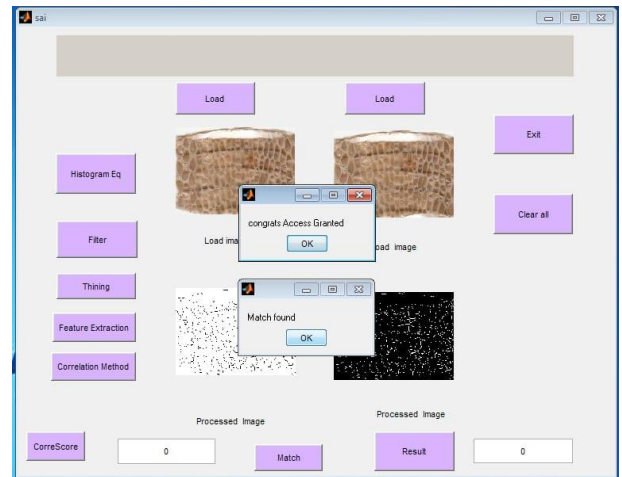 sai
Load
Load
Exit
Histogram Eq
congrats Access Granted
OK
Clear all
Filter
Load ima
oad image
Thining
Match found
OK
Feature Extraction
Correlation Method
Processed Image
Processed Image
CorreScore
0
Match
Result
0